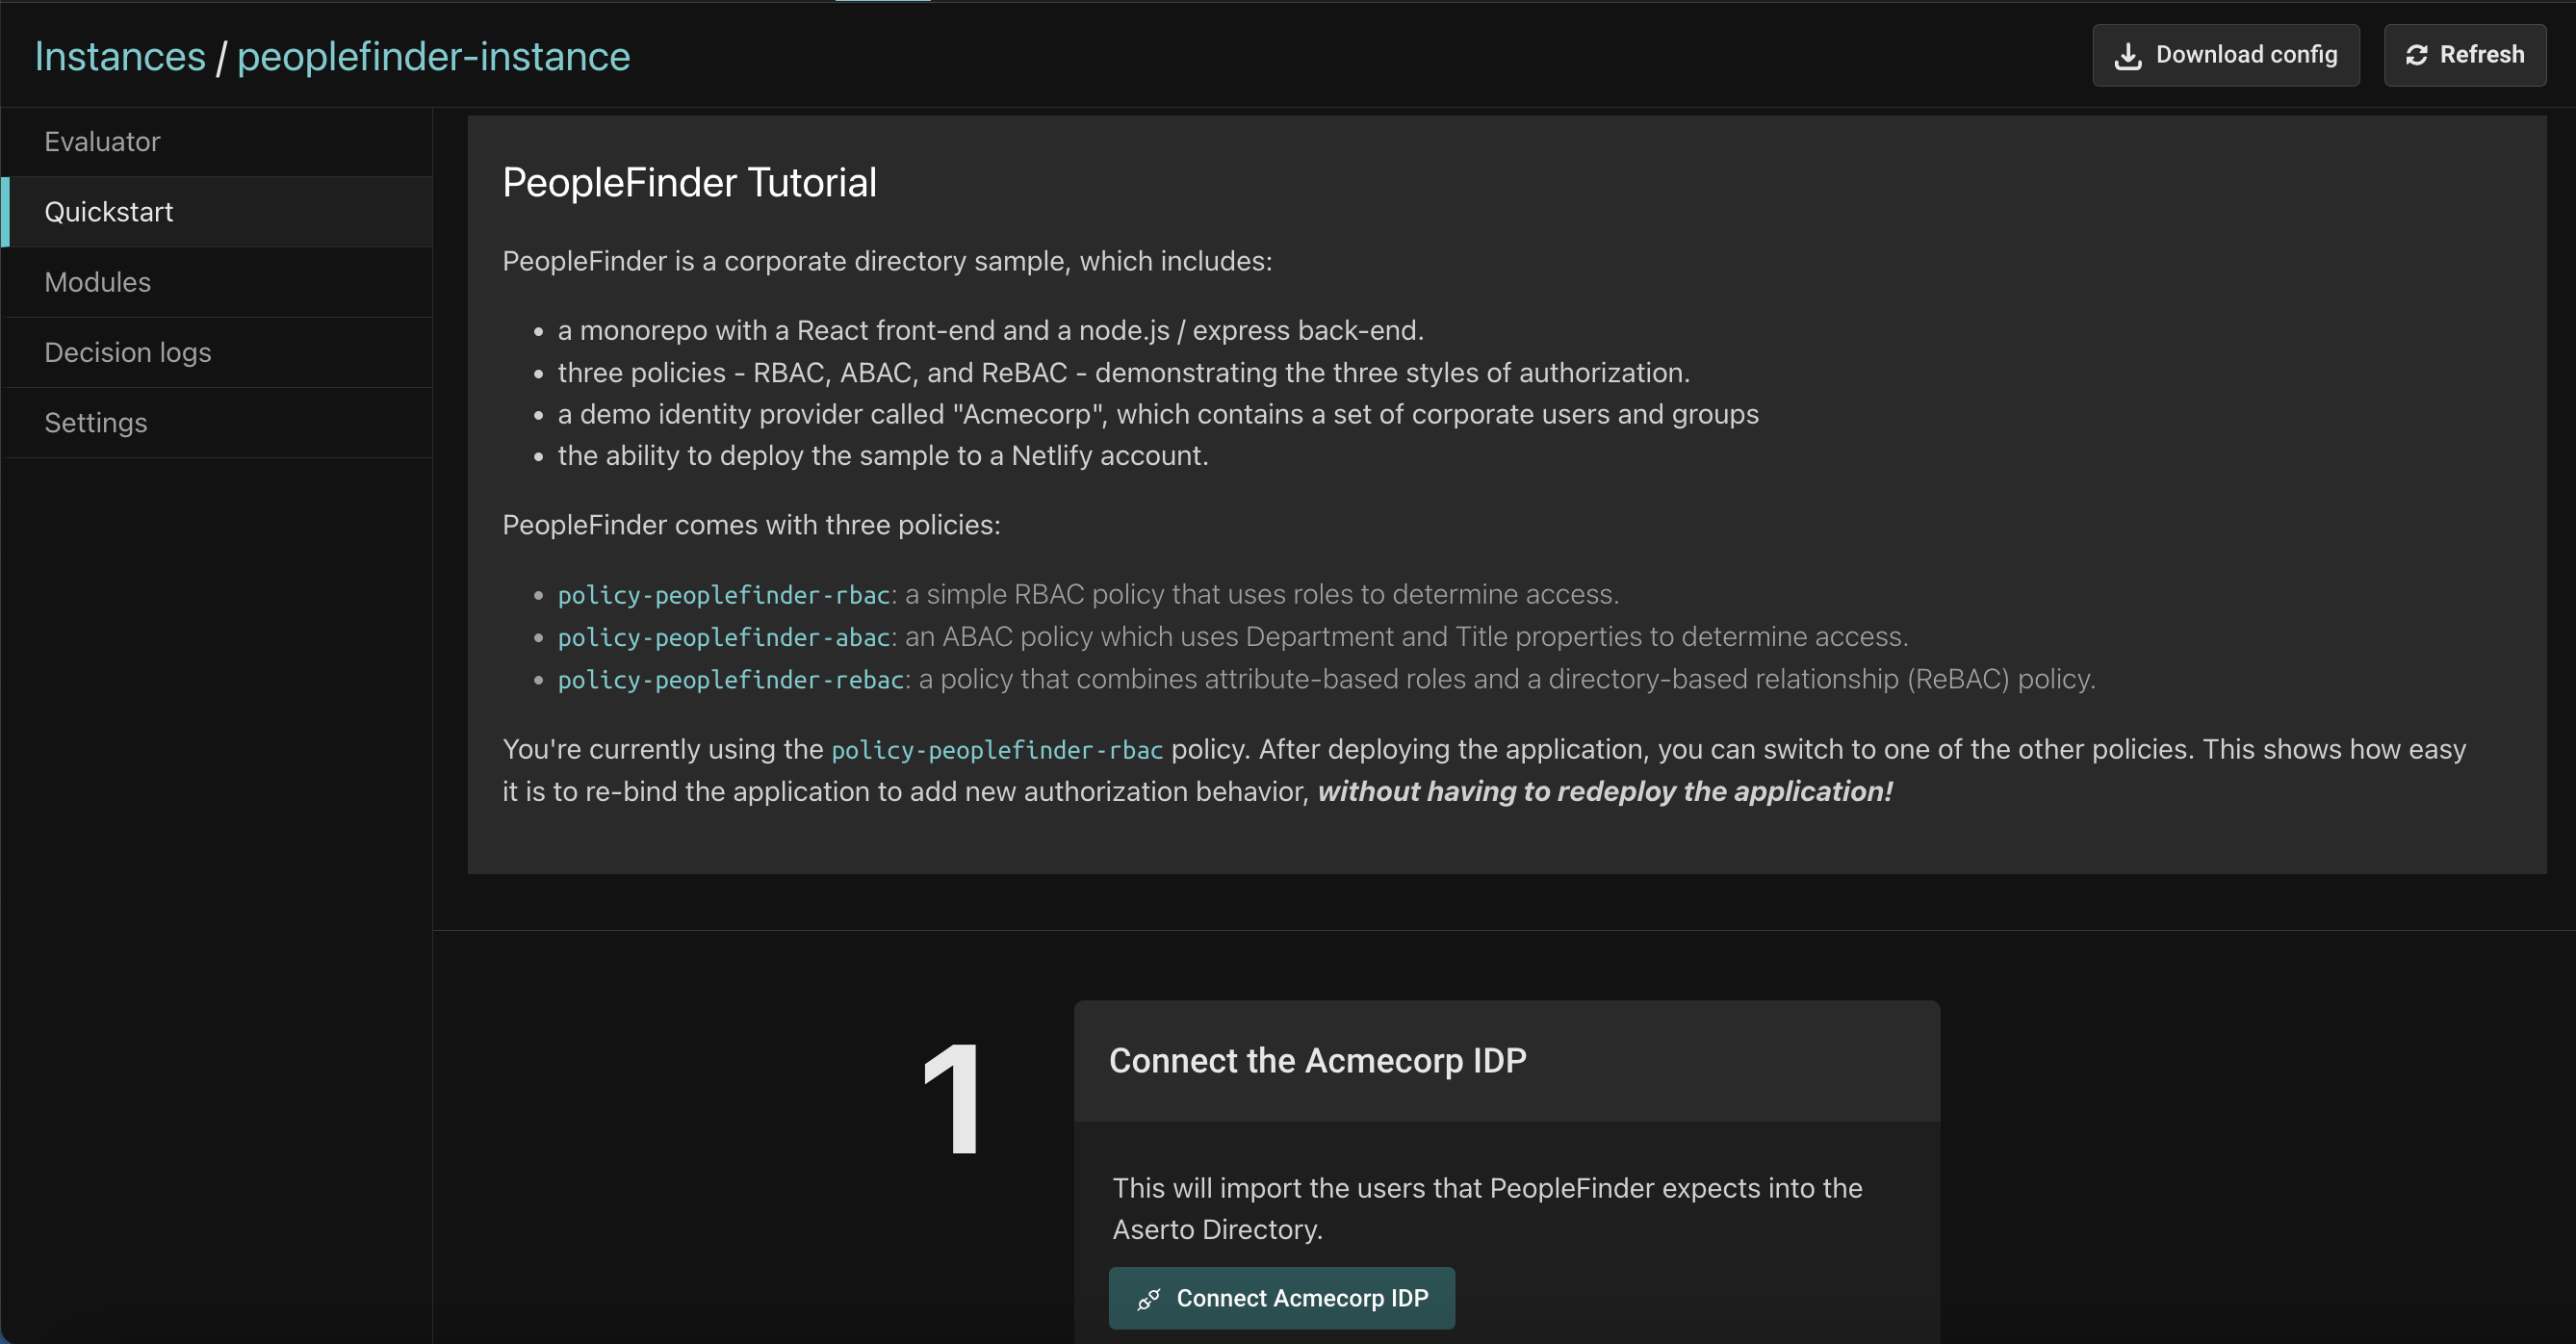 Instances / peoplefinder-instance
Download config
Refresh
Evaluator
Quickstart
Modules
Decision logs
Settings
PeopleFinder Tutorial
PeopleFinder is a corporate directory sample, which includes:
• a monorepo with a React front-end and a node.js / express back-end.
• three policies - RBAC, ABAC, and ReBAC - demonstrating the three styles of authorization.
• a demo identity provider called "Acmecorp", which contains a set of corporate users and groups
• the ability to deploy the sample to a Netlify account.
PeopleFinder comes with three policies:
• policy-peoplefinder-rbac: a simple RBAC policy that uses roles to determine access.
• policy-peoplefinder-abac: an ABAC policy which uses Department and Title properties to determine access.
• policy-peoplefinder-rebac: a policy that combines attribute-based roles and a directory-based relationship (ReBAC) policy.
You're currently using the policy-peoplefinder-rbac policy. After deploying the application, you can switch to one of the other policies. This shows how easy
it is to re-bind the application to add new authorization behavior, without having to redeploy the application!
1
Connect the Acmecorp IDP
This will import the users that PeopleFinder expects into the
Aserto Directory.
Connect Acmecorp IDP